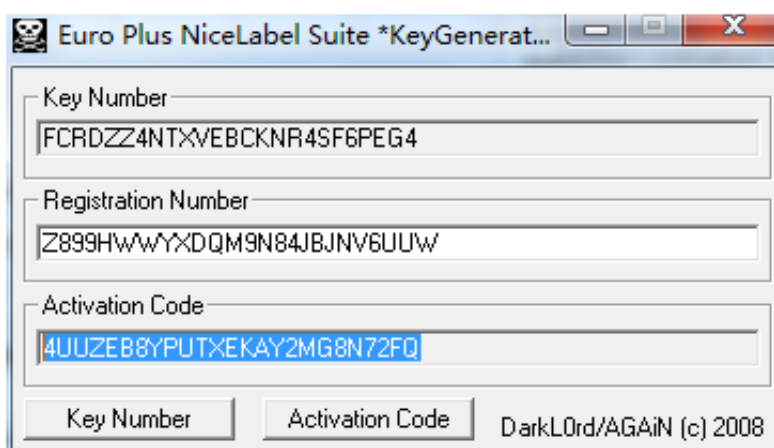 Euro Plus NiceLabel Suite *KeyGenerat...
Key Number
FCRDZZ4NTXVEBCKNR4SF6PEG4
Registration Number
Z899HWWYXDQM9N84JBJNV6UUW
Activation Code
4UUZEB8YPUTXEKAY2MG8N72FQ
Key Number Activation Code DarkL0rd/AGAiN (c) 2008